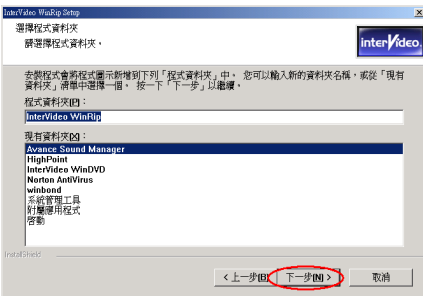 InterVideo WinRip Setup
選擇程式資料夾
請選擇程式資料夾。
interVideo.
安裝程式會將程式圖示新增到下列「程式資料夾」中。 您可以輸入新的資料夾名稱，或從「現有
資料夾」清單中選擇一個。 按一下「下一步」以繼續。
程式資料夾(P)：
InterVideo WinRip
現有資料夾(X)：
Avance Sound Manager
HighPoint
InterVideo WinDVD
Norton AntiVirus
winbond
系統管理工具
附屬應用程式
啓動
InstallShield
< 上一步(B)
下一步(N) >
取消